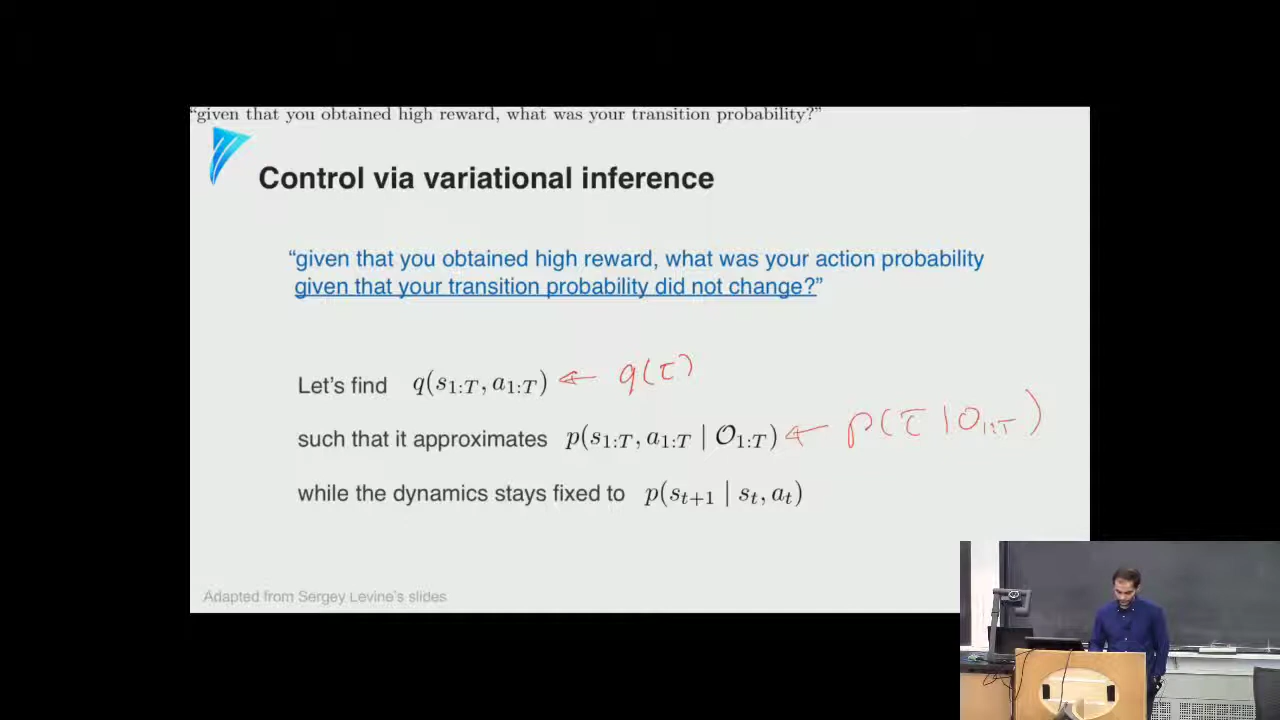 “given that you obtained high reward, what was your transition probability?”
Control via variational inference
“given that you obtained high reward, what was your action probability
given that your transition probability did not change?”
Let's find q(s₁:T, a₁:T) ← q(τ)
such that it approximates p(s₁:T, a₁:T | 𝒪₁:T) ← p(τ | O₁:T)
while the dynamics stays fixed to p(sₜ₊₁ | sₜ, aₜ)
Adapted from Sergey Levine's slides